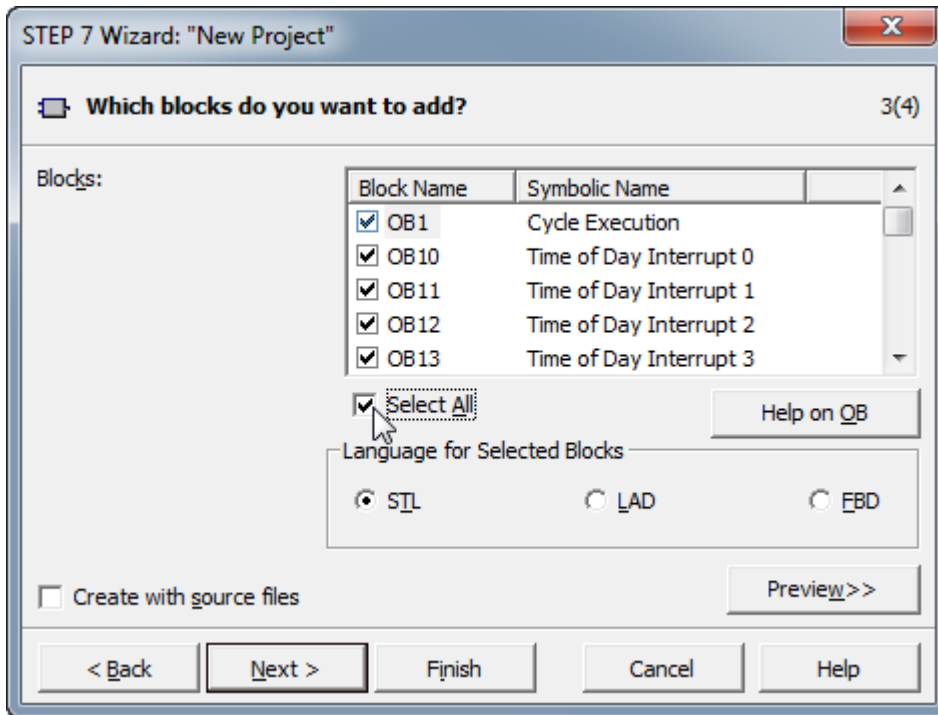 STEP 7 Wizard: "New Project"
Which blocks do you want to add? 3(4)
Blocks:
Block Name Symbolic Name
OB1 Cycle Execution
OB10 Time of Day Interrupt 0
OB11 Time of Day Interrupt 1
OB12 Time of Day Interrupt 2
OB13 Time of Day Interrupt 3
Select All
Help on OB
Language for Selected Blocks
STL LAD FBD
Create with source files
Preview>>
< Back Next > Finish Cancel Help